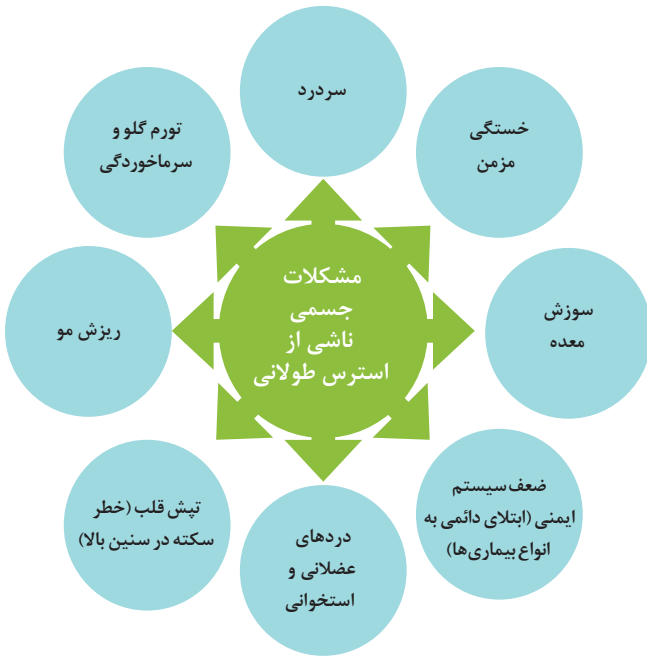 مشکلات
جسمی
ناشی از
استرس طولانی
سردرد
خستگی
مزمن
سوزش
معده
ضعف سیستم
ایمنی (ابتلای دائمی به
انواع بیماری‌ها)
دردهای
عضلانی و
استخوانی
تپش قلب (خطر
سکته در سنین بالا)
ریزش مو
تورم گلو و
سرماخوردگی